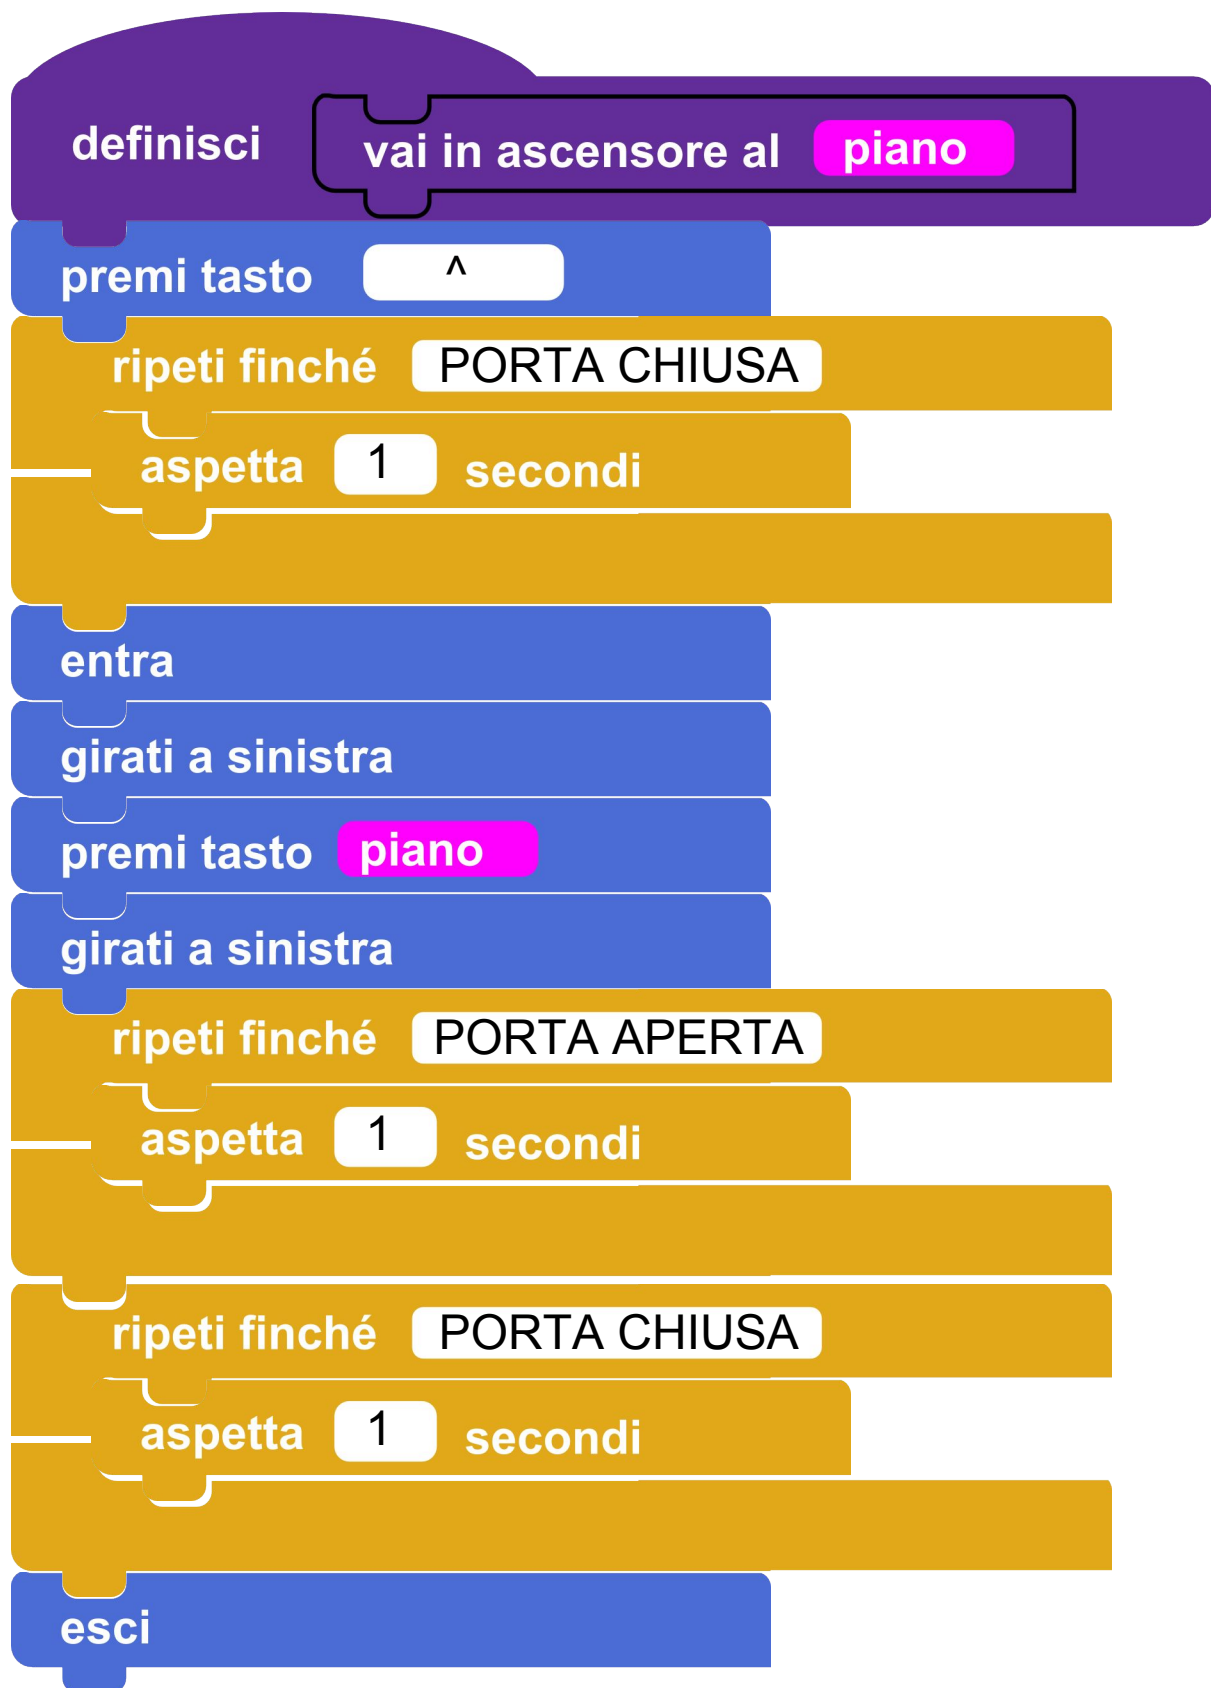 definisci vai in ascensore al piano
premi tasto ^
ripeti finché PORTA CHIUSA
aspetta 1 secondi
entra
girati a sinistra
premi tasto piano
girati a sinistra
ripeti finché PORTA APERTA
aspetta 1 secondi
ripeti finché PORTA CHIUSA
aspetta 1 secondi
esci